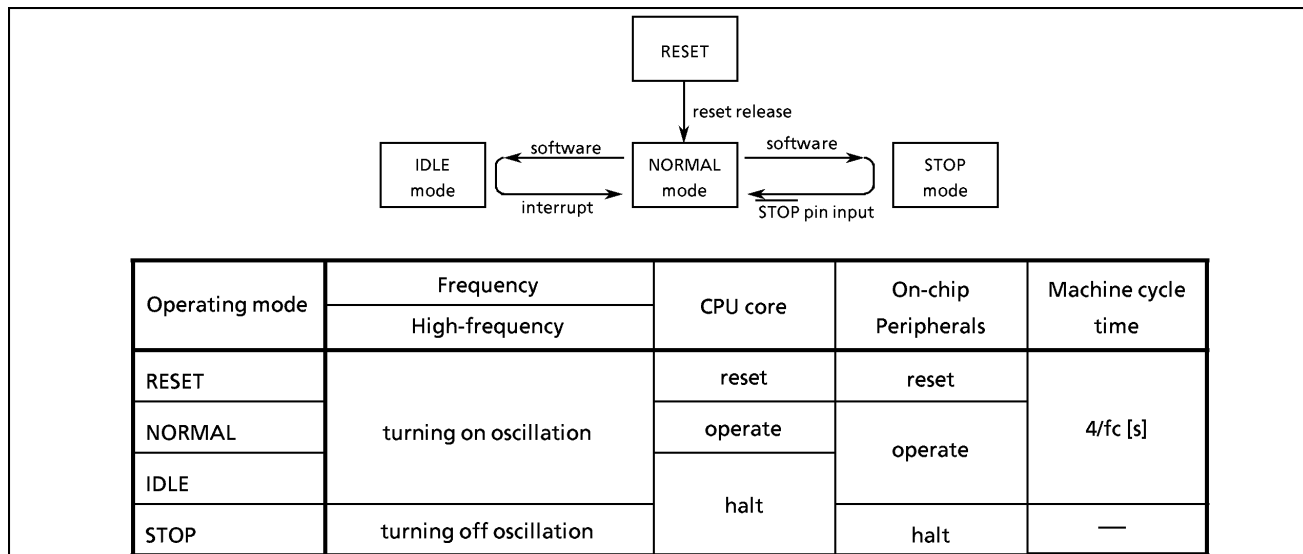 RESET
reset release
software
software
IDLE
mode
NORMAL
mode
STOP
mode
interrupt
STOP pin input
Operating mode
Frequency
High-frequency
CPU core
On-chip
Peripherals
Machine cycle
time
RESET
turning on oscillation
reset
reset
4/fc [s]
NORMAL
operate
operate
IDLE
halt
STOP
turning off oscillation
halt
—